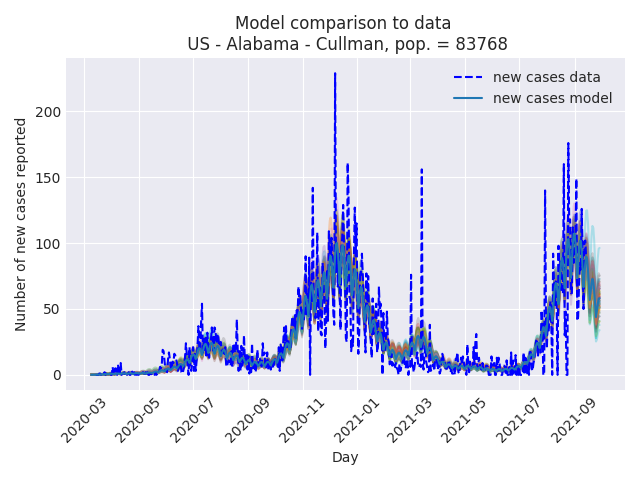 Model comparison to data
US - Alabama - Cullman, pop. = 83768
new cases data
new cases model
Number of new cases reported
200
150
100
50
0
2020-03
2020-05
2020-07
2020-09
2020-11
2021-01
2021-03
2021-05
2021-07
2021-09
Day